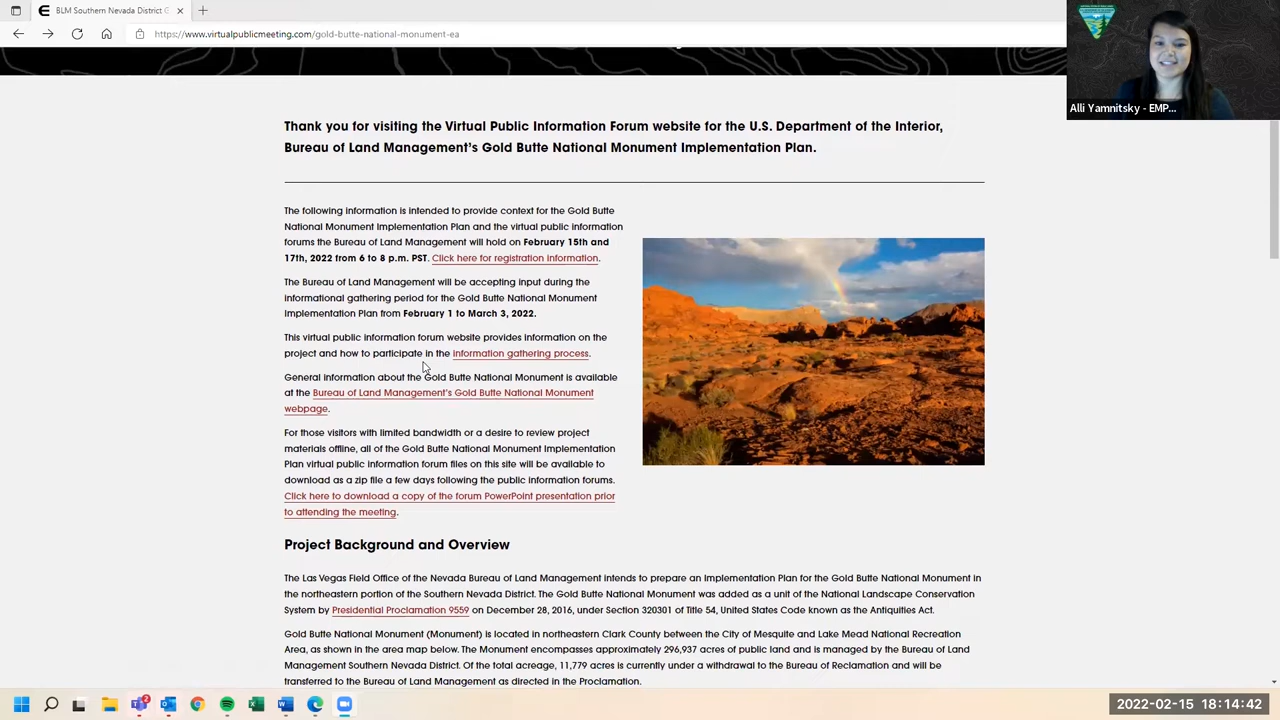 BLM Southern Nevada District G
https://www.virtualpublicmeeting.com/gold-butte-national-monument-ea
Alli Yamnitsky - EMP...
Thank you for visiting the Virtual Public Information Forum website for the U.S. Department of the Interior,
Bureau of Land Management's Gold Butte National Monument Implementation Plan.
The following information is intended to provide context for the Gold Butte
National Monument Implementation Plan and the virtual public information
forums the Bureau of Land Management will hold on February 15th and
17th, 2022 from 6 to 8 p.m. PST. Click here for registration information.
The Bureau of Land Management will be accepting input during the
informational gathering period for the Gold Butte National Monument
Implementation Plan from February 1 to March 3, 2022.
This virtual public information forum website provides information on the
project and how to participate in the information gathering process.
General information about the Gold Butte National Monument is available
at the Bureau of Land Management's Gold Butte National Monument
webpage.
For those visitors with limited bandwidth or a desire to review project
materials offline, all of the Gold Butte National Monument Implementation
Plan virtual public information forum files on this site will be available to
download as a zip file a few days following the public information forums.
Click here to download a copy of the forum PowerPoint presentation prior
to attending the meeting.
Project Background and Overview
The Las Vegas Field Office of the Nevada Bureau of Land Management intends to prepare an Implementation Plan for the Gold Butte National Monument in
the northeastern portion of the Southern Nevada District. The Gold Butte National Monument was added as a unit of the National Landscape Conservation
System by Presidential Proclamation 9559 on December 28, 2016, under Section 320301 of Title 54, United States Code known as the Antiquities Act.
Gold Butte National Monument (Monument) is located in northeastern Clark County between the City of Mesquite and Lake Mead National Recreation
Area, as shown in the area map below. The Monument encompasses approximately 296,937 acres of public land and is managed by the Bureau of Land
Management Southern Nevada District. Of the total acreage, 11,779 acres is currently under a withdrawal to the Bureau of Reclamation and will be
transferred to the Bureau of Land Management as directed in the Proclamation.
2
2022-02-15 18:14:42